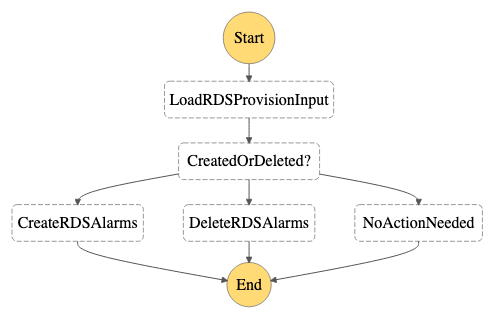 Start
LoadRDSProvisionInput
CreatedOrDeleted?
CreateRDSAlarms
DeleteRDSAlarms
NoActionNeeded
End